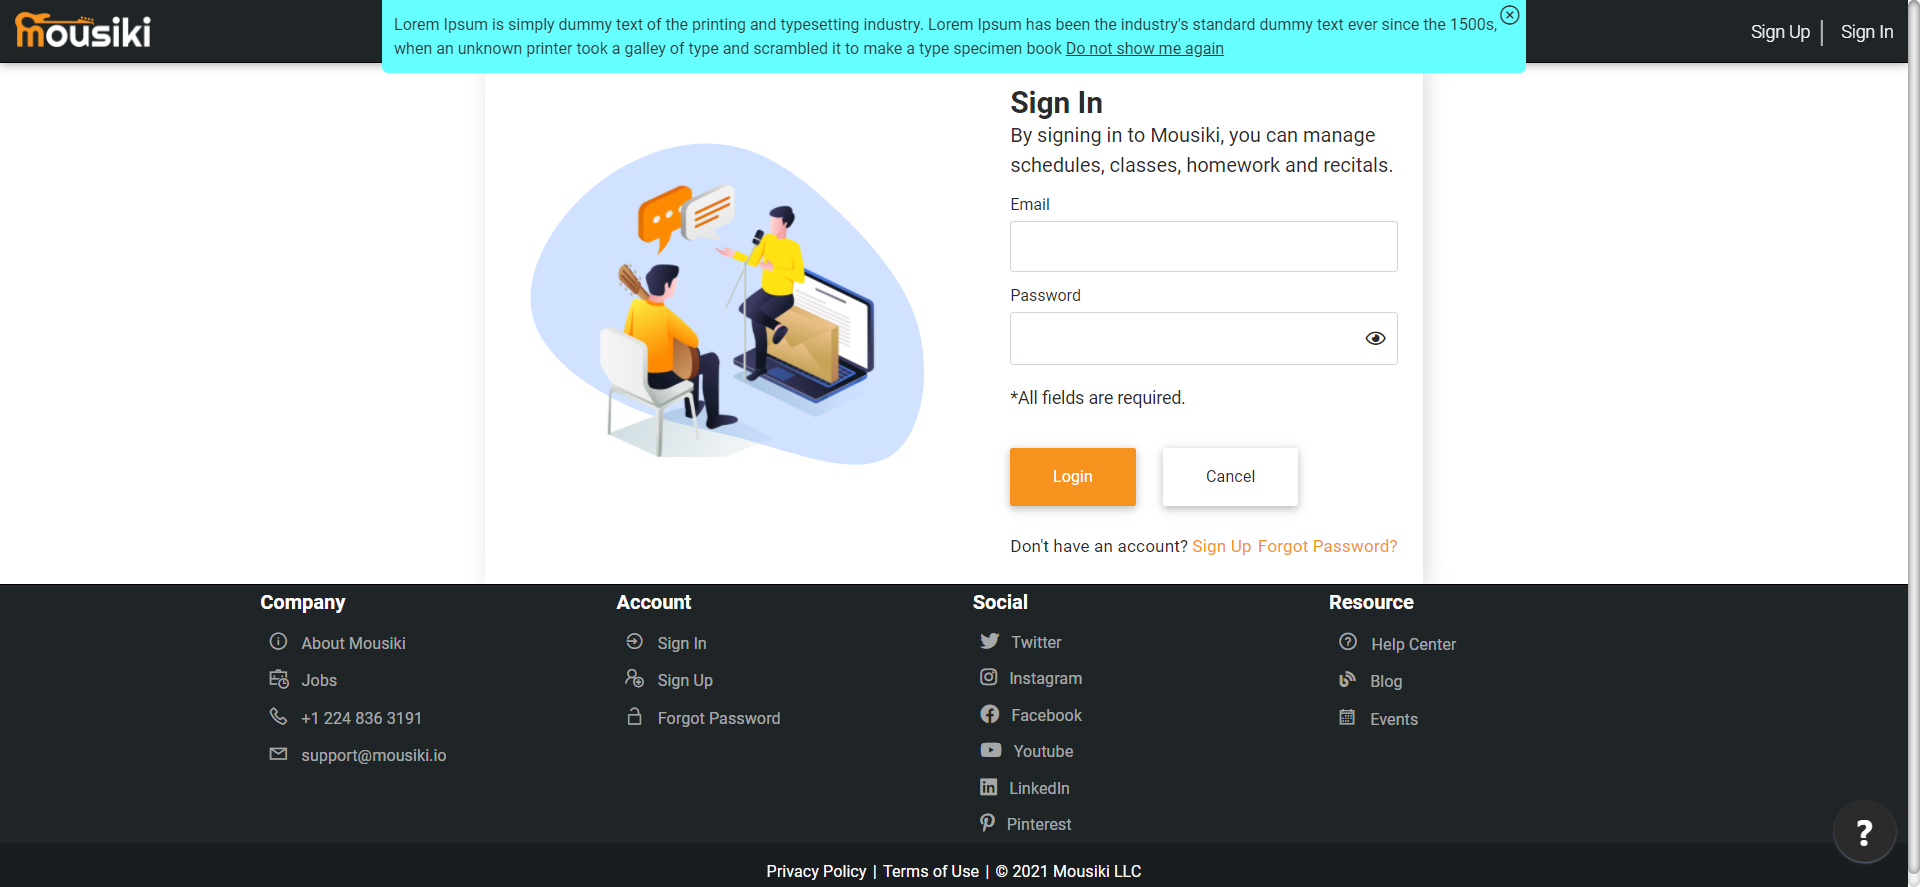 mousiki
Lorem Ipsum is simply dummy text of the printing and typesetting industry. Lorem Ipsum has been the industry's standard dummy text ever since the 1500s,
when an unknown printer took a galley of type and scrambled it to make a type specimen book Do not show me again
Sign Up | Sign In
Sign In
By signing in to Mousiki, you can manage
schedules, classes, homework and recitals.
Email
Password
*All fields are required.
Login
Cancel
Don't have an account? Sign Up Forgot Password?
Company
About Mousiki
Jobs
+1 224 836 3191
support@mousiki.io
Account
Sign In
Sign Up
Forgot Password
Social
Twitter
Instagram
Facebook
Youtube
LinkedIn
Pinterest
Resource
Help Center
Blog
Events
?
Privacy Policy | Terms of Use | © 2021 Mousiki LLC